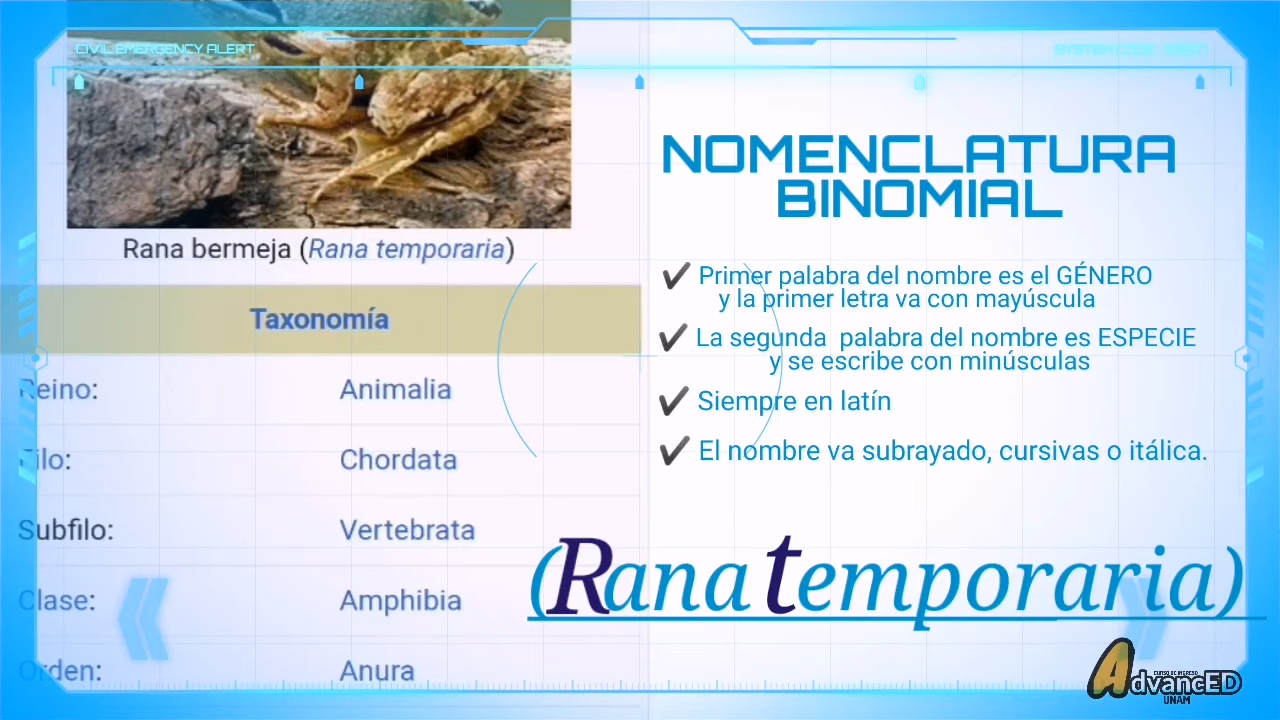 CIVIL EMERGENCY ALERT
Rana bermeja (Rana temporaria)
Taxonomía
Reino: Animalia
Filo: Chordata
Subfilo: Vertebrata
Clase: Amphibia
Orden: Anura
NOMENCLATURA
BINOMIAL
✔ Primer palabra del nombre es el GÉNERO
y la primer letra va con mayúscula
✔ La segunda palabra del nombre es ESPECIE
y se escribe con minúsculas
✔ Siempre en latín
✔ El nombre va subrayado, cursivas o itálica.
(Rana temporaria)
CURSO DE INGRESO
AdvancED
UNAM